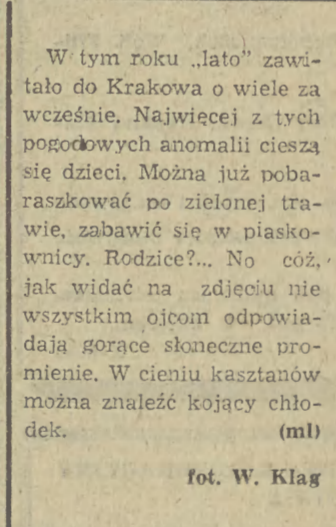 W tym roku „lato” zawi-
tało do Krakowa o wiele za
wcześnie. Najwięcej z tych
pogodowych anomalii cieszą
się dzieci. Można już poba-
raszkować po zielonej tra-
wie, zabawić się w piasko-
wnicy. Rodzice?... No cóż,
jak widać na zdjęciu nie
wszystkim ojcom odpowia-
dają gorące słoneczne pro-
mienie. W cieniu kasztanów
można znaleźć kojący chło-
dek. (ml)
fot. W. Klag